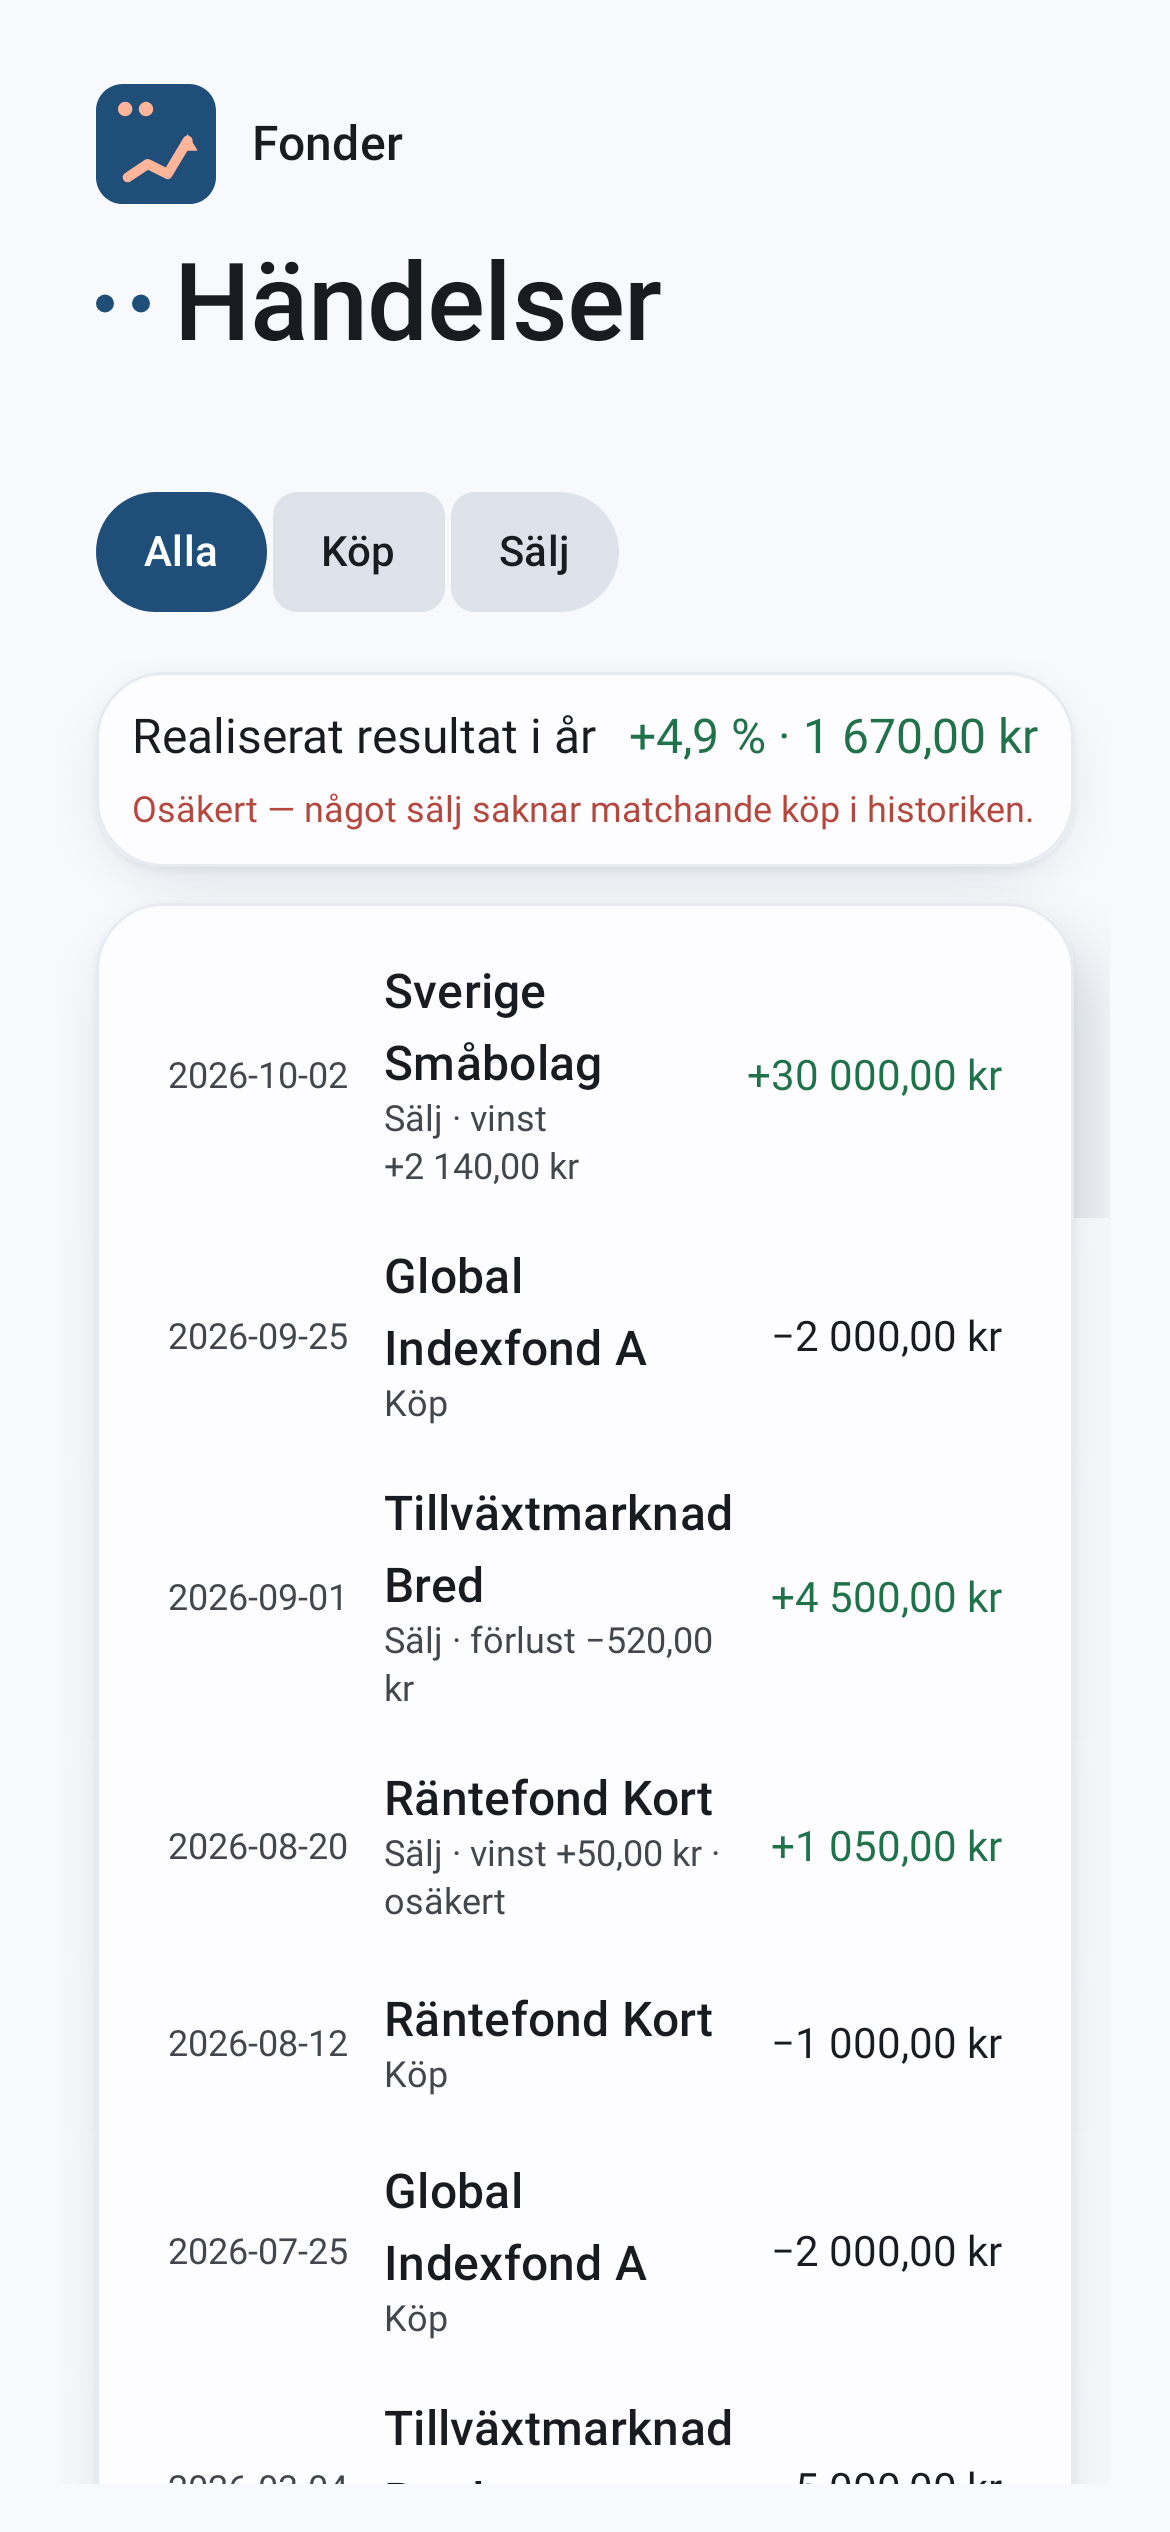 Fonder
Händelser
Alla
Köp
Sälj
Realiserat resultat i år +4,9 % · 1 670,00 kr
Osäkert — något sälj saknar matchande köp i historiken.
Sverige
Småbolag
2026-10-02
+30 000,00 kr
Sälj · vinst
+2 140,00 kr
Global
2026-09-25
Indexfond A
−2 000,00 kr
Köp
Tillväxtmarknad
Bred
2026-09-01
+4 500,00 kr
Sälj · förlust −520,00
kr
Räntefond Kort
2026-08-20
Sälj · vinst +50,00 kr ·
+1 050,00 kr
osäkert
Räntefond Kort
2026-08-12
−1 000,00 kr
Köp
Global
2026-07-25
Indexfond A
−2 000,00 kr
Köp
Tillväxtmarknad